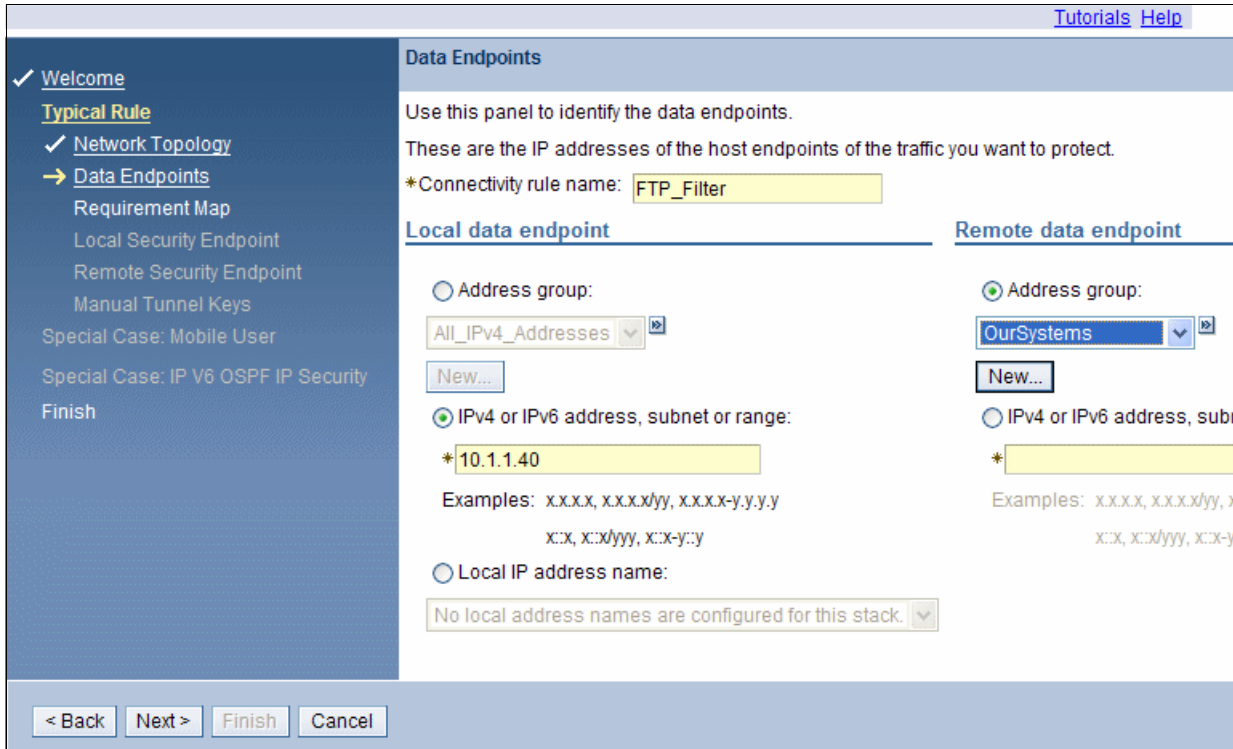 Tutorials Help
Welcome
Typical Rule
Network Topology
Data Endpoints
Requirement Map
Local Security Endpoint
Remote Security Endpoint
Manual Tunnel Keys
Special Case: Mobile User
Special Case: IP V6 OSPF IP Security
Finish
Data Endpoints
Use this panel to identify the data endpoints.
These are the IP addresses of the host endpoints of the traffic you want to protect.
*Connectivity rule name: FTP_Filter
Local data endpoint
Address group:
All_IPv4_Addresses
New...
IPv4 or IPv6 address, subnet or range:
*10.1.1.40
Examples: x.x.x.x, x.x.x.x/yy, x.x.x.x-y.y.y.y
x::x, x::x/yyy, x::x-y::y
Local IP address name:
No local address names are configured for this stack.
Remote data endpoint
Address group:
OurSystems
New...
IPv4 or IPv6 address,
*
Examples: x.x.x.x, x.x.x.x/yy,
x::x, x::x/yyy, x::x-y
< Back Next > Finish Cancel